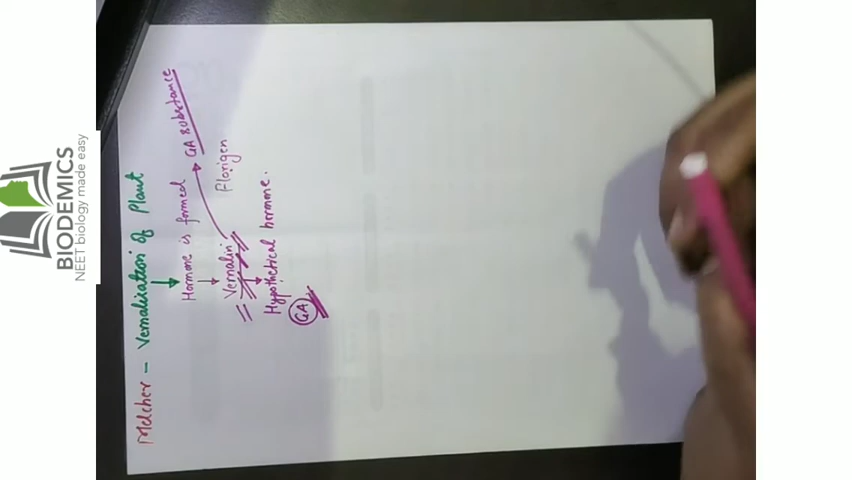 Melcher - Vernalization of Plant
Hormone is formed
GA substance
Vernalin
Florigen
Hypothetical hormone.
GA
BIODEMICS
NEET biology made easy